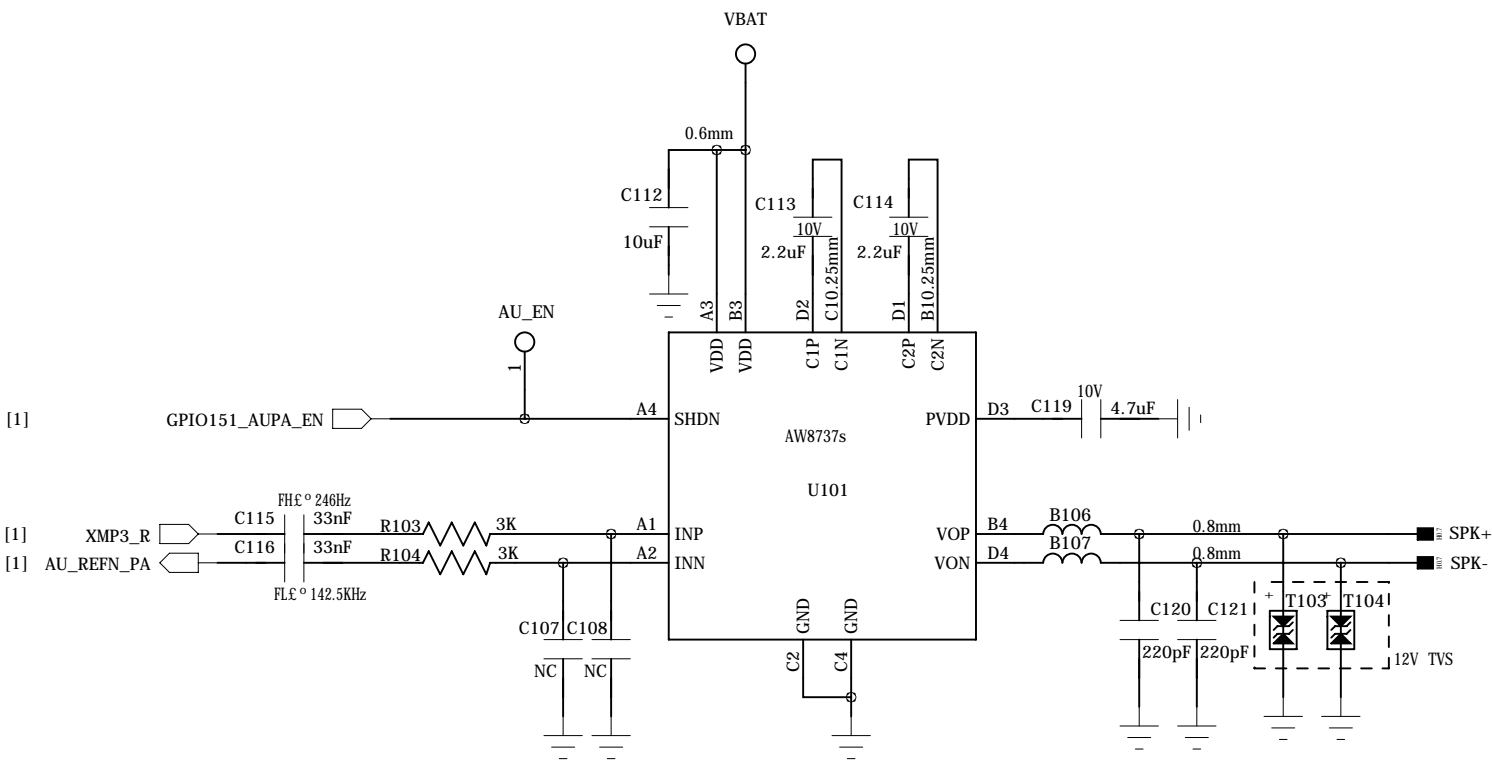 VBAT
0.6mm
C112
10uF
C113
10V
2.2uF
C114
10V
2.2uF
A3
B3
D2
C10.25mm
D1
B10.25mm
AU_EN
1
VDD
VDD
C1P
C1N
C2P
C2N
[1]
GPIO151_AUPA_EN
A4
SHDN
AW8737s
U101
PVDD
D3
C119
10V
4.7uF
FH£º246Hz
[1]
XMP3_R
C115
33nF
R103
3K
A1
INP
[1]
AU_REFN_PA
C116
33nF
R104
3K
A2
INN
FL£º142.5KHz
VOP
B4
B106
0.8mm
SPK+
VON
D4
B107
0.8mm
SPK-
C107
C108
NC
NC
GND
GND
C2
C4
C120
C121
220pF
220pF
+
T103
+
T104
12V TVS